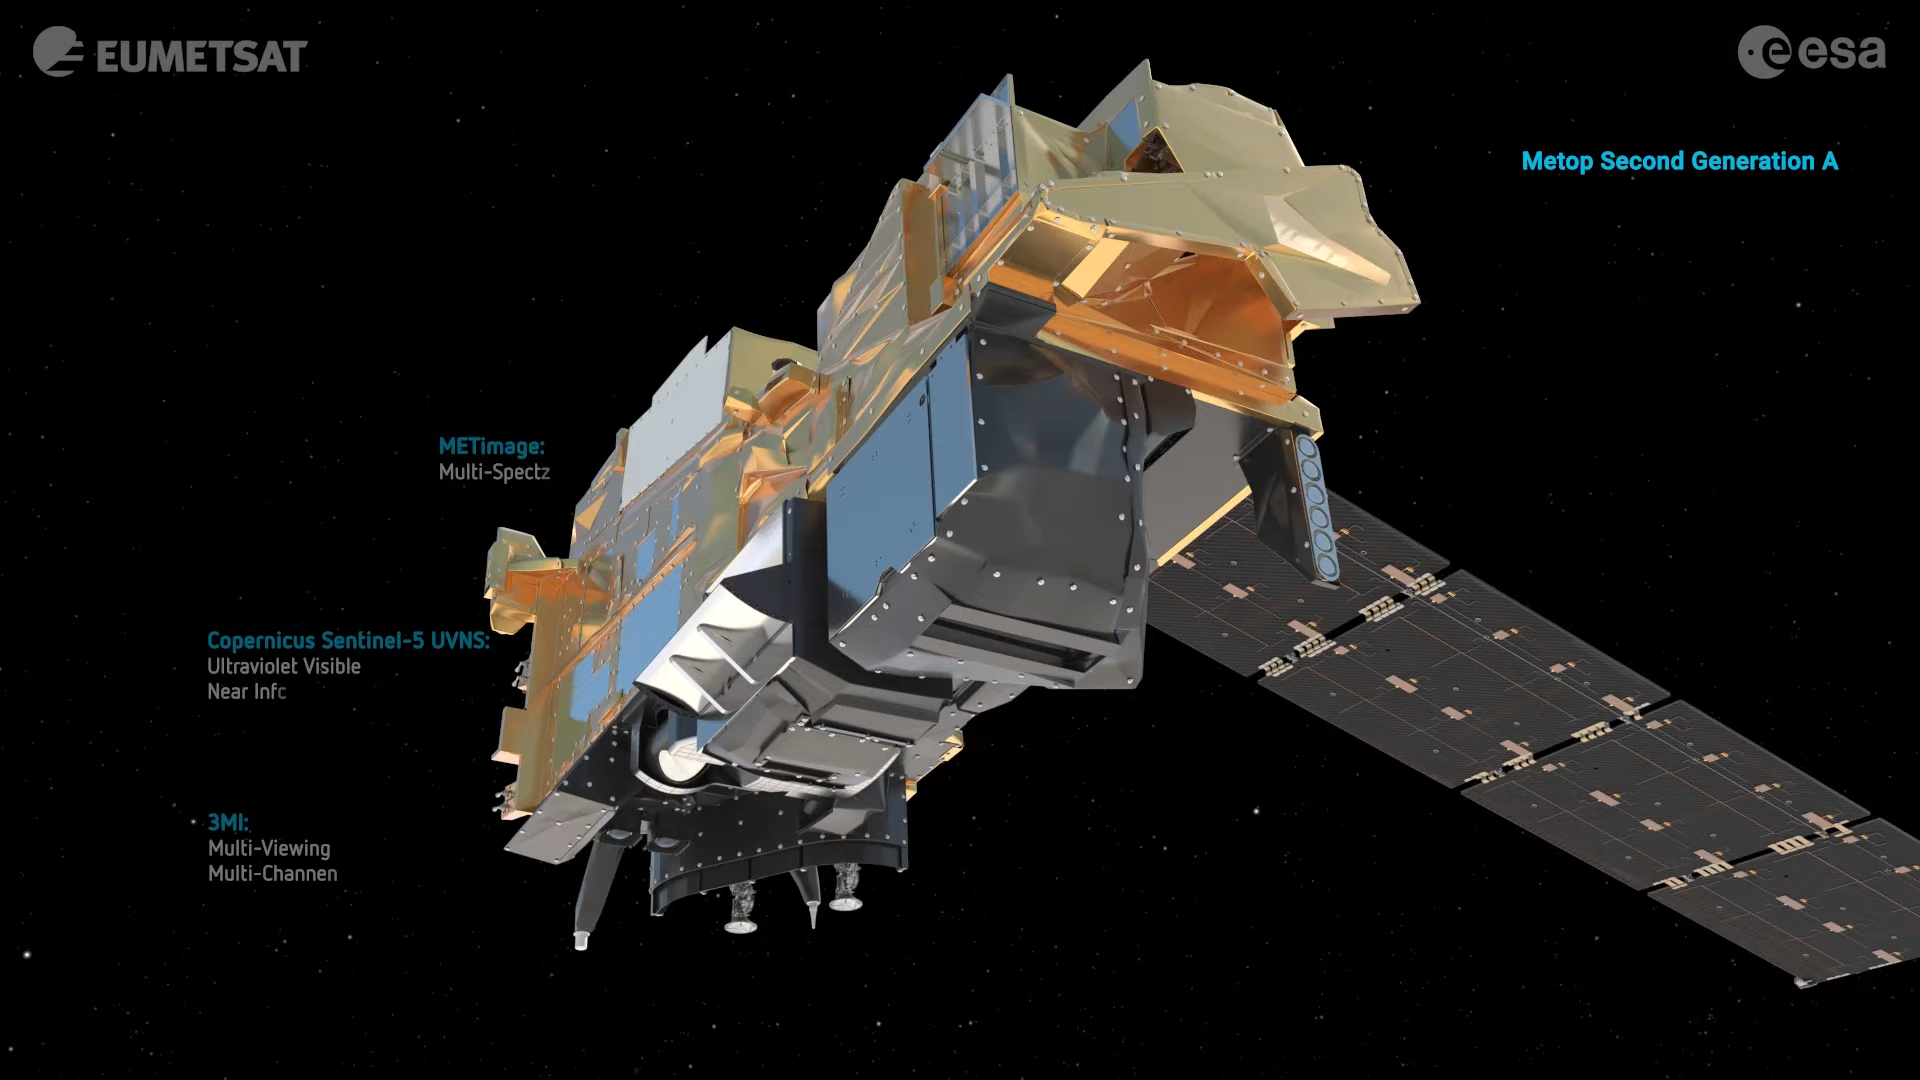 EUMETSAT
esa
Metop Second Generation A
METimage:
Multi-Spectz
Copernicus Sentinel-5 UVNS:
Ultraviolet Visible
Near Infc
3MI:
Multi-Viewing
Multi-Channen